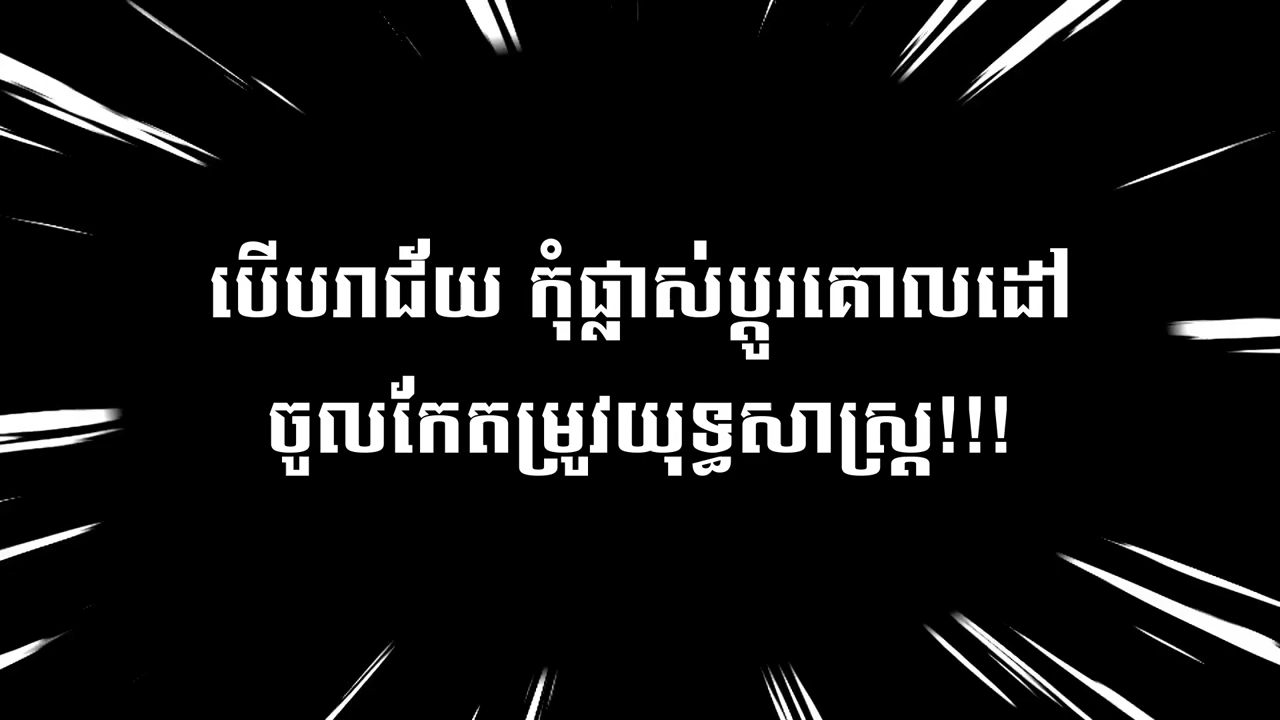 បើបរាជ័យ កុំផ្លាស់ប្ដូរគោលដៅ
ចូលកែតម្រូវយុទ្ធសាស្ត្រ!!!